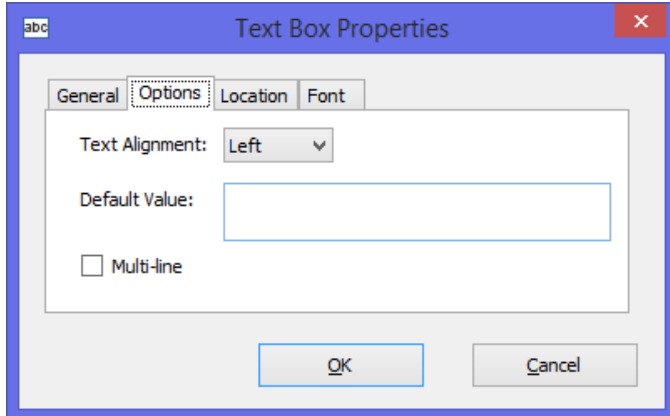 abc Text Box Properties
General Options Location Font
Text Alignment: Left
Default Value:
Multi-line
OK Cancel